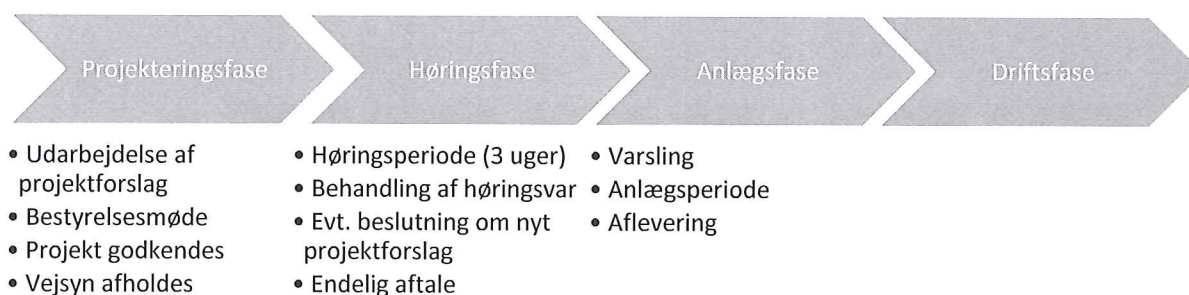 Projekteringsfase
Høringsfase
Anlægsfase
Driftsfase
• Udarbejdelse af
projektforslag
• Bestyrelsesmøde
• Projekt godkendes
• Vejsyn afholdes
• Høringsperiode (3 uger)
• Behandling af høringsvar
• Evt. beslutning om nyt
projektforslag
• Endelig aftale
• Varsling
• Anlægsperiode
• Aflevering